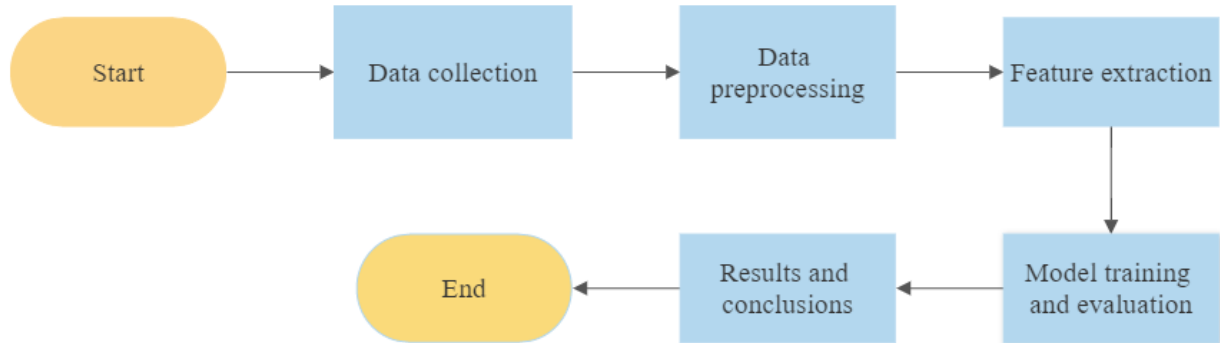 Start
Data collection
Data
preprocessing
Feature extraction
Model training
and evaluation
Results and
conclusions
End